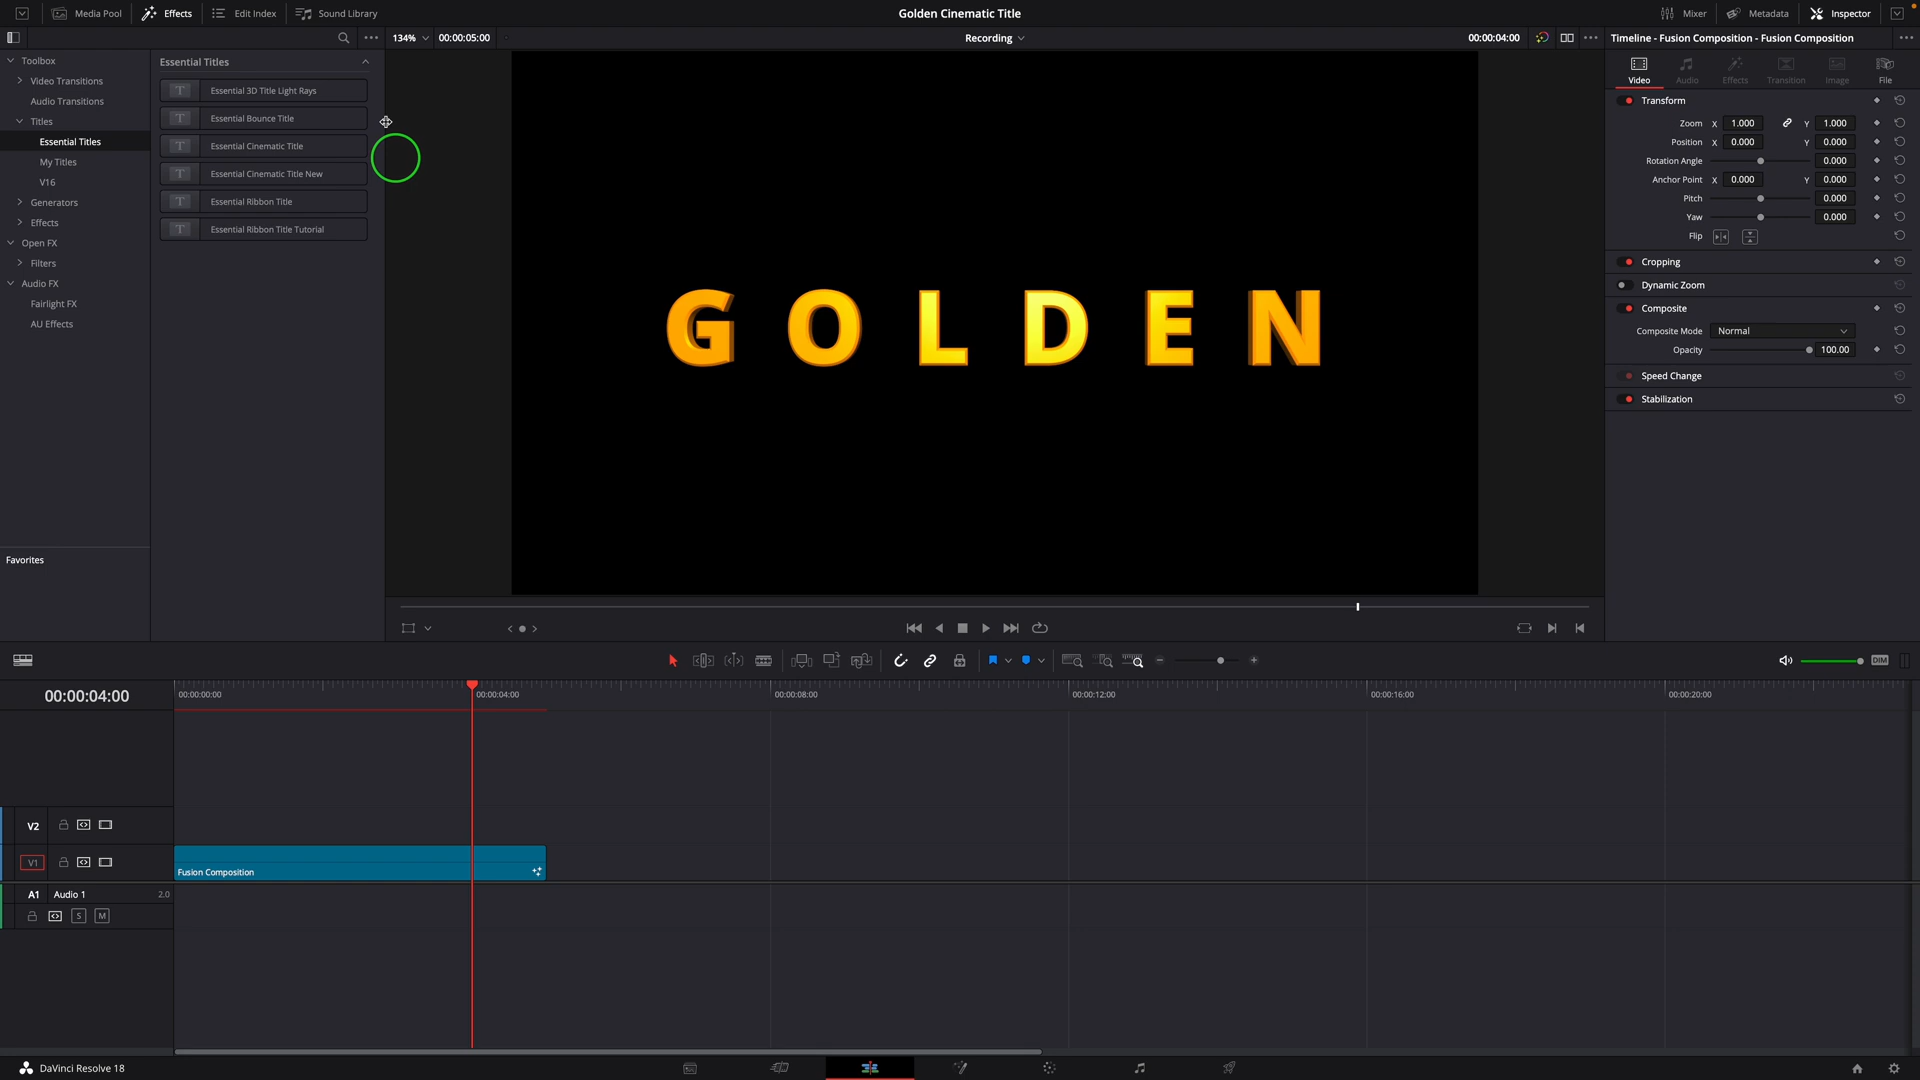 Media Pool
Effects
Edit Index
Sound Library
Golden Cinematic Title
Mixer
Metadata
Inspector
134%
00:00:05:00
Recording
00:00:04:00
Timeline - Fusion Composition - Fusion Composition
Toolbox
Video Transitions
Audio Transitions
Titles
Essential Titles
My Titles
V16
Generators
Effects
Open FX
Filters
Audio FX
Fairlight FX
AU Effects
Favorites
Essential Titles
T Essential 3D Title Light Rays
T Essential Bounce Title
T Essential Cinematic Title
T Essential Cinematic Title New
T Essential Ribbon Title
T Essential Ribbon Title Tutorial
GOLDEN
Video
Audio
Effects
Transition
Image
File
Transform
Zoom X 1.000 Y 1.000
Position X 0.000 Y 0.000
Rotation Angle 0.000
Anchor Point X 0.000 Y 0.000
Pitch 0.000
Yaw 0.000
Flip
Cropping
Dynamic Zoom
Composite
Composite Mode Normal
Opacity 100.00
Speed Change
Stabilization
DIM
00:00:04:00
00:00:00:00
00:00:04:00
00:00:08:00
00:00:12:00
00:00:16:00
00:00:20:00
V2
V1
Fusion Composition
A1 Audio 1 2.0
S M
DaVinci Resolve 18